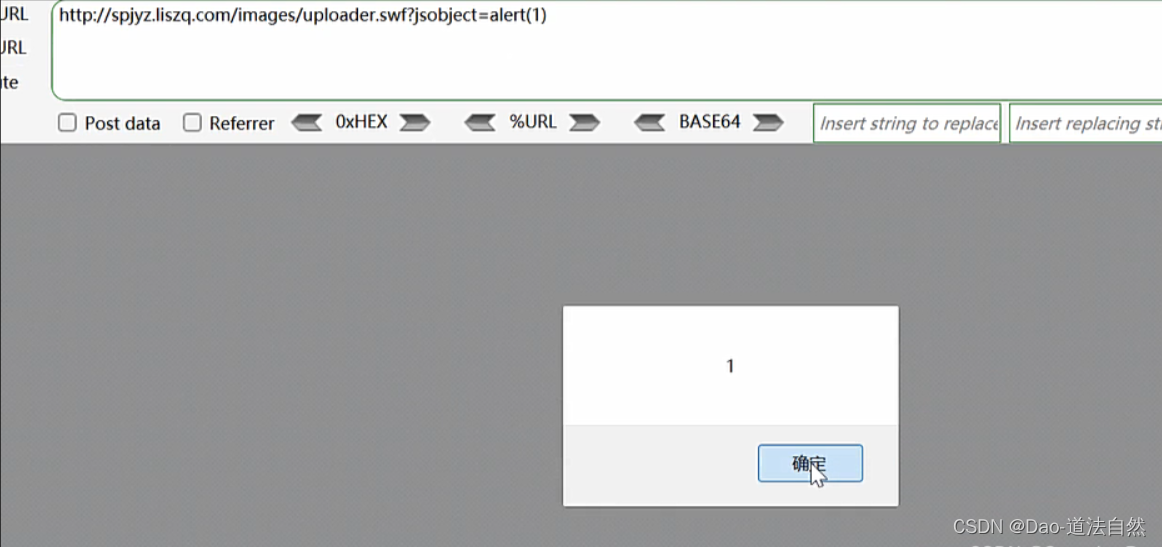 URL
http://spjyz.liszq.com/images/uploader.swf?jsobject=alert(1)
URL
te
Post data Referrer 0xHEX %URL BASE64 Insert string to replace Insert replacing st
1
确定
CSDN @Dao-道法自然